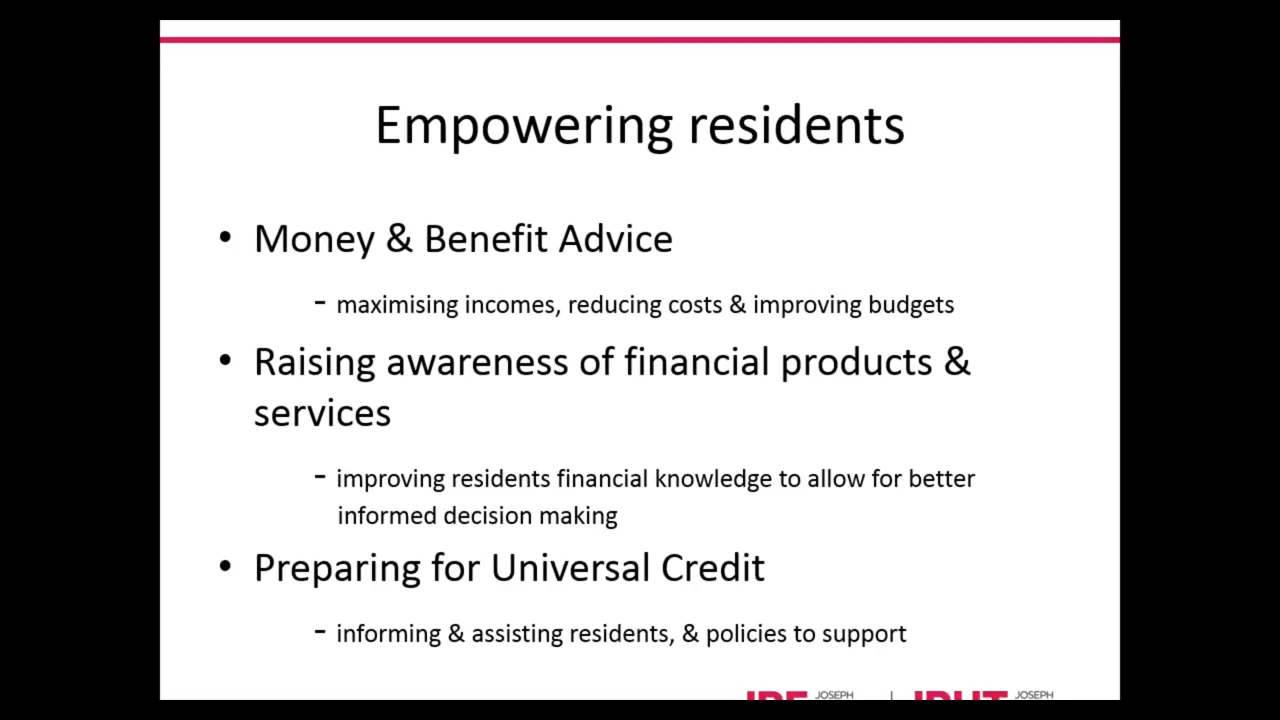 Empowering residents
• Money & Benefit Advice
- maximising incomes, reducing costs & improving budgets
• Raising awareness of financial products &
services
- improving residents financial knowledge to allow for better
informed decision making
• Preparing for Universal Credit
- informing & assisting residents, & policies to support
JOSEPH
JOSEPH